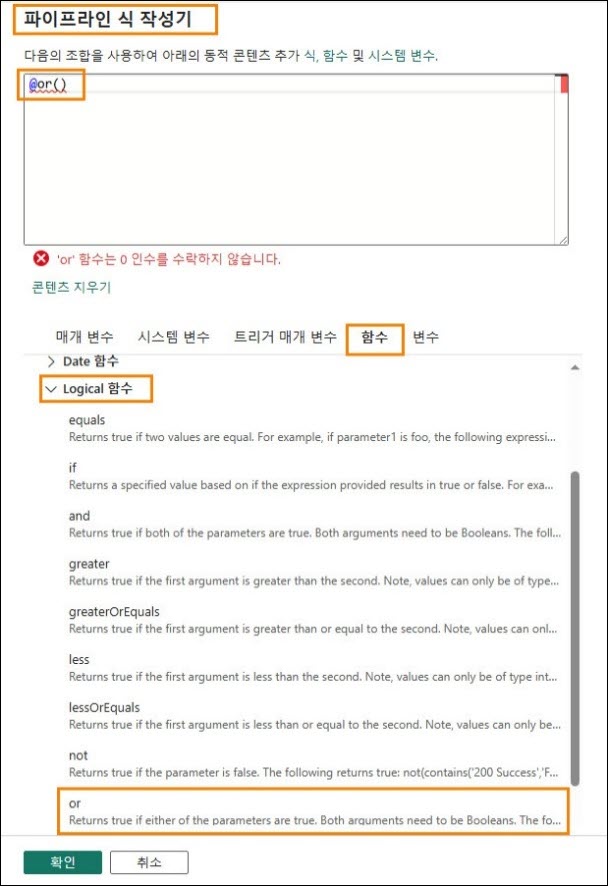 파이프라인 식 작성기
다음의 조합을 사용하여 아래의 동적 콘텐츠 추가 식, 함수 및 시스템 변수.
@or()
'or' 함수는 0 인수를 수락하지 않습니다.
콘텐츠 지우기
매개 변수 시스템 변수 트리거 매개 변수 함수 변수
Date 함수
Logical 함수
equals
Returns true if two values are equal. For example, if parameter1 is foo, the following expressi...
if
Returns a specified value based on if the expression provided results in true or false. For exa...
and
Returns true if both of the parameters are true. Both arguments need to be Booleans. The foll...
greater
Returns true if the first argument is greater than the second. Note, values can only be of type...
greaterOrEquals
Returns true if the first argument is greater than or equal to the second. Note, values can onl...
less
Returns true if the first argument is less than the second. Note, values can only be of type int...
lessOrEquals
Returns true if the first argument is less than or equal to the second. Note, values can only be...
not
Returns true if the parameter is false. The following returns true: not(contains('200 Success','F...
or
Returns true if either of the parameters are true. Both arguments need to be Booleans. The fo...
확인 취소